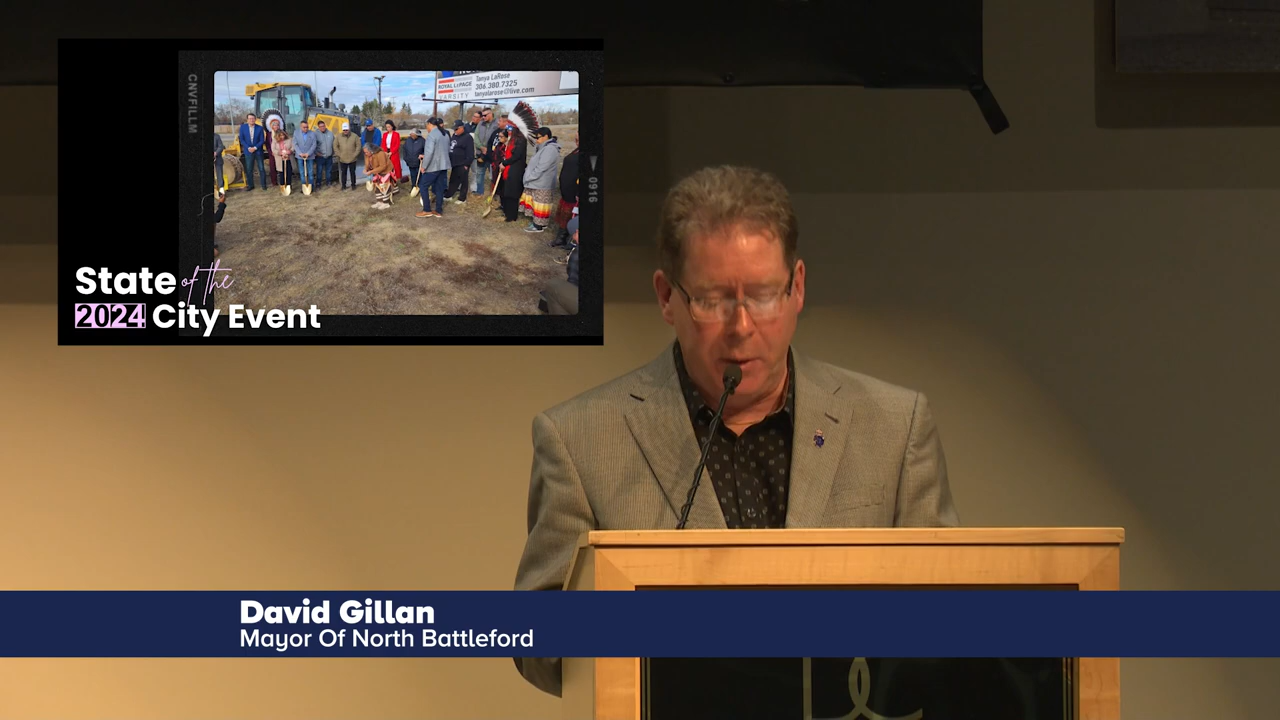 CNVFILLM
ROYAL LEPAGE
VARSITY
Tanya LaRose
306.380.7325
tanyalarose@live.com
0916
State of the
2024 City Event
David Gillan
Mayor Of North Battleford